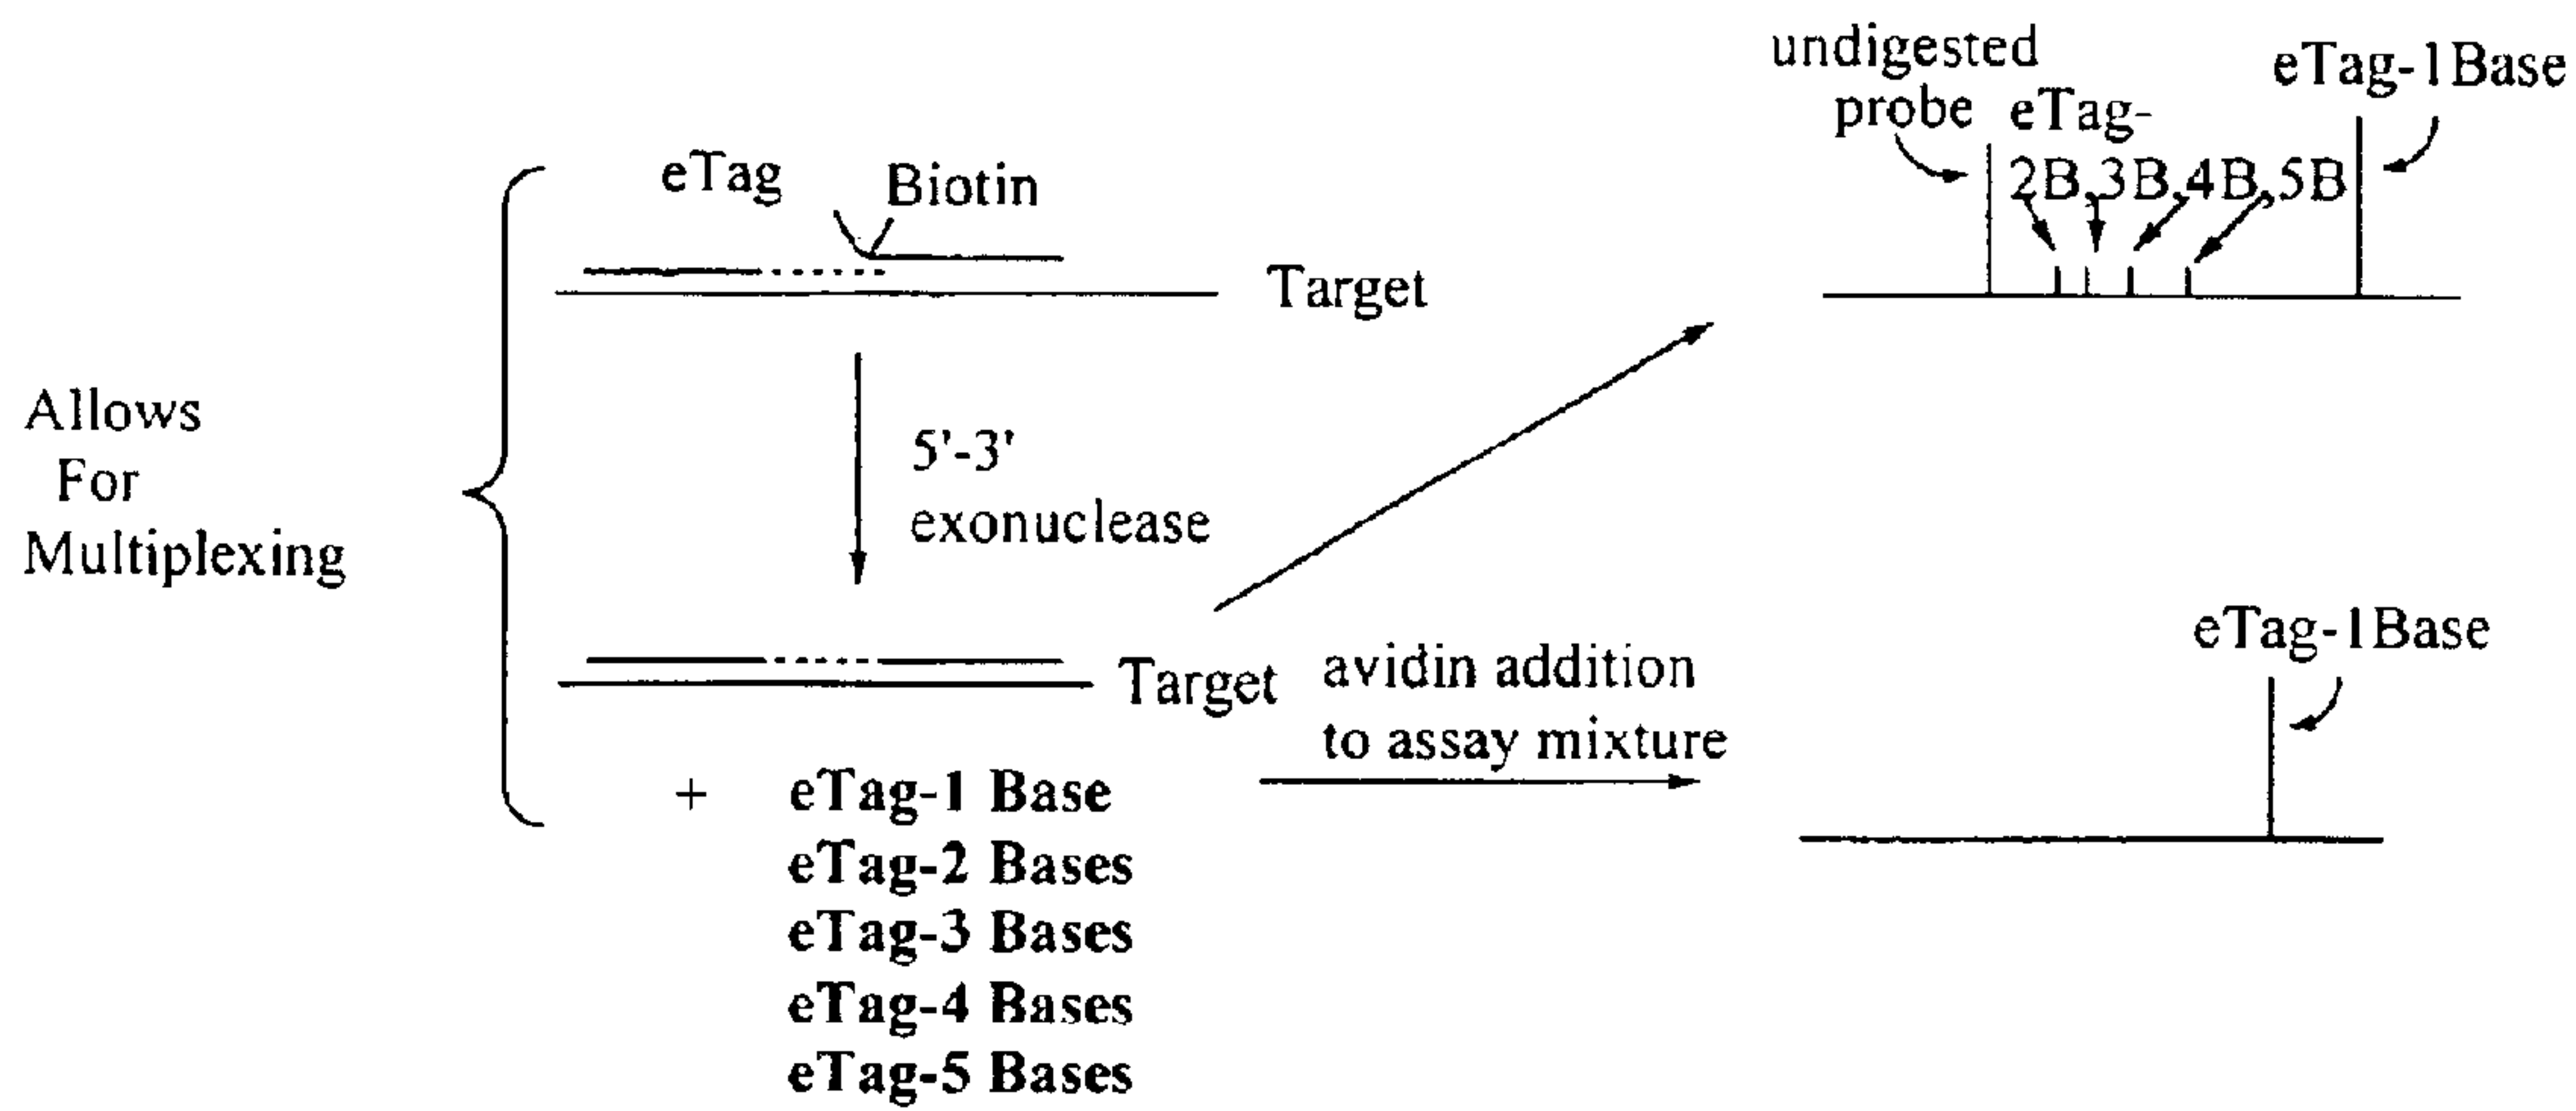 Allows
For
Multiplexing
eTag
Biotin
Target
5'-3'
exonuclease
Target
+ eTag-1 Base
eTag-2 Bases
eTag-3 Bases
eTag-4 Bases
eTag-5 Bases
avidin addition
to assay mixture
undigested
probe
eTag-
2B,3B,4B,5B
eTag-1Base
eTag-1Base